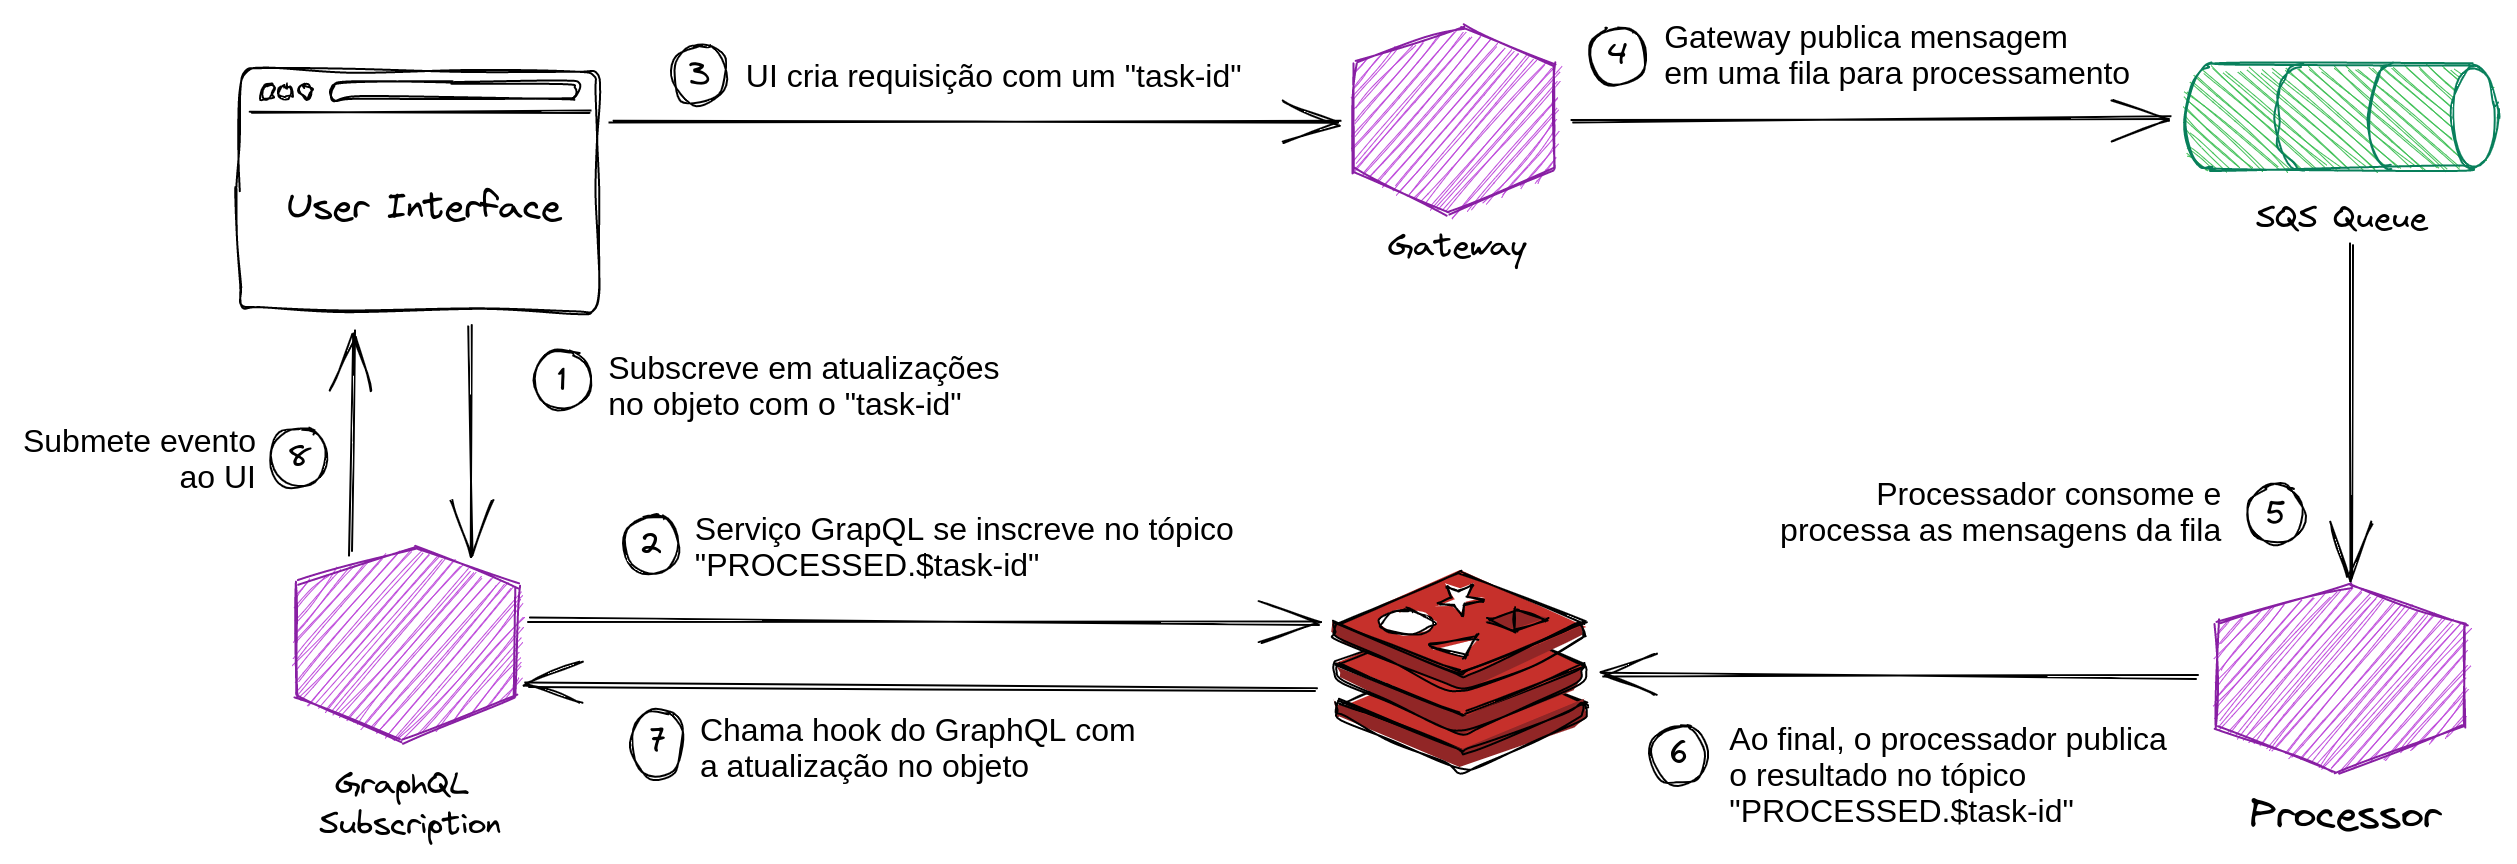 3
UI cria requisição com um "task-id"
4
Gateway publica mensagem
em uma fila para processamento
User Interface
Gateway
SQS Queue
1
Subscreve em atualizações
no objeto com o "task-id"
8
Submete evento
ao UI
2
Serviço GrapQL se inscreve no tópico
"PROCESSED.$task-id"
Processador consome e
processa as mensagens da fila
5
7
Chama hook do GraphQL com
a atualização no objeto
6
Ao final, o processador publica
o resultado no tópico
"PROCESSED.$task-id"
GraphQL
Subscription
Processor